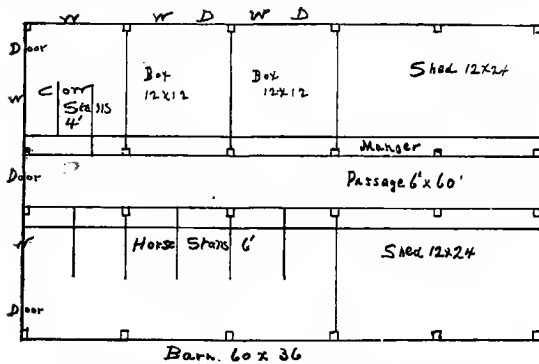 W W D W D
Door
Box
12x12
Box
12x12
Shed 12x24
W
Cow
Stalls
4'
Manger
Door
Passage 6'x 60'
W
Horse Stalls 6'
Shed 12x24
Door
Barn. 60 x 36